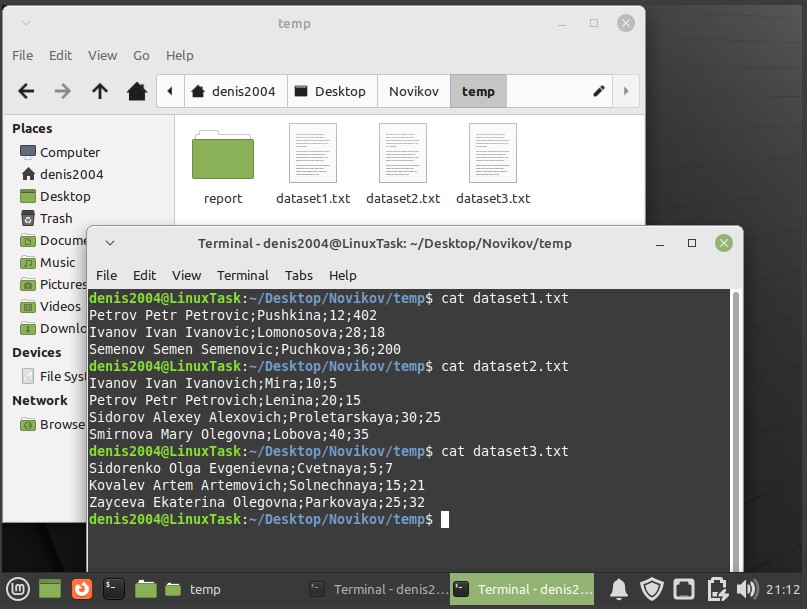 temp
File Edit View Go Help
denis2004 Desktop Novikov temp
Places
Computer
denis2004
Desktop
Trash
Docume
Music
Pictures
Videos
Downlo
Devices
File Sys
Network
Browse
report dataset1.txt dataset2.txt dataset3.txt
Terminal - denis2004@LinuxTask: ~/Desktop/Novikov/temp
File Edit View Terminal Tabs Help
denis2004@LinuxTask:~/Desktop/Novikov/temp$ cat dataset1.txt
Petrov Petr Petrovic;Pushkina;12;402
Ivanov Ivan Ivanovic;Lomonosova;28;18
Semenov Semen Semenovic;Puchkova;36;200
denis2004@LinuxTask:~/Desktop/Novikov/temp$ cat dataset2.txt
Ivanov Ivan Ivanovich;Mira;10;5
Petrov Petr Petrovich;Lenina;20;15
Sidorov Alexey Alexovich;Proletarskaya;30;25
Smirnova Mary Olegovna;Lobova;40;35
denis2004@LinuxTask:~/Desktop/Novikov/temp$ cat dataset3.txt
Sidorenko Olga Evgenievna;Cvetnaya;5;7
Kovalev Artem Artemovich;Solnechnaya;15;21
Zayceva Ekaterina Olegovna;Parkovaya;25;32
denis2004@LinuxTask:~/Desktop/Novikov/temp$
temp Terminal - denis2... Terminal - denis2... 21:12